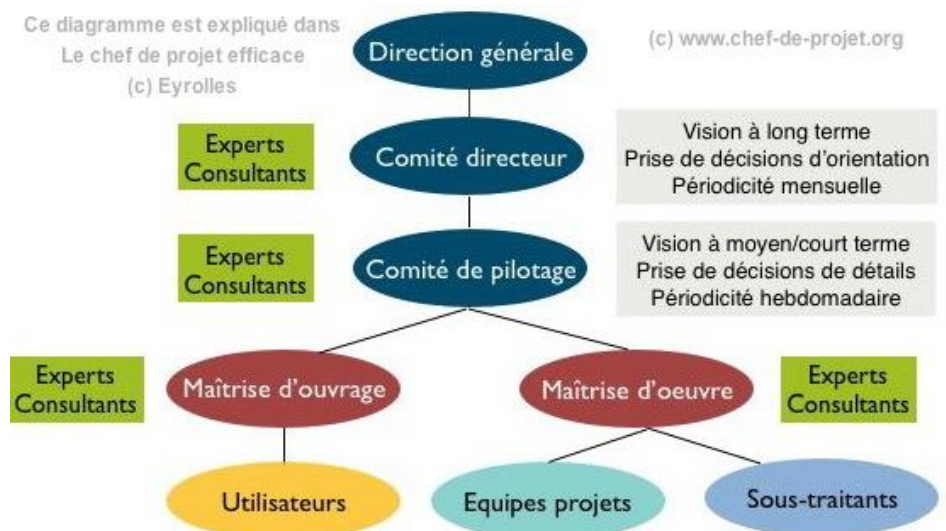 Ce diagramme est expliqué dans
Le chef de projet efficace
(c) Eyrolles
Direction générale
(c) www.chef-de-projet.org
Experts
Consultants
Comité directeur
Vision à long terme
Prise de décisions d'orientation
Périodicité mensuelle
Experts
Consultants
Comité de pilotage
Vision à moyen/court terme
Prise de décisions de détails
Périodicité hebdomadaire
Experts
Consultants
Maîtrise d'ouvrage
Maîtrise d'oeuvre
Experts
Consultants
Utilisateurs
Equipes projets
Sous-traitants